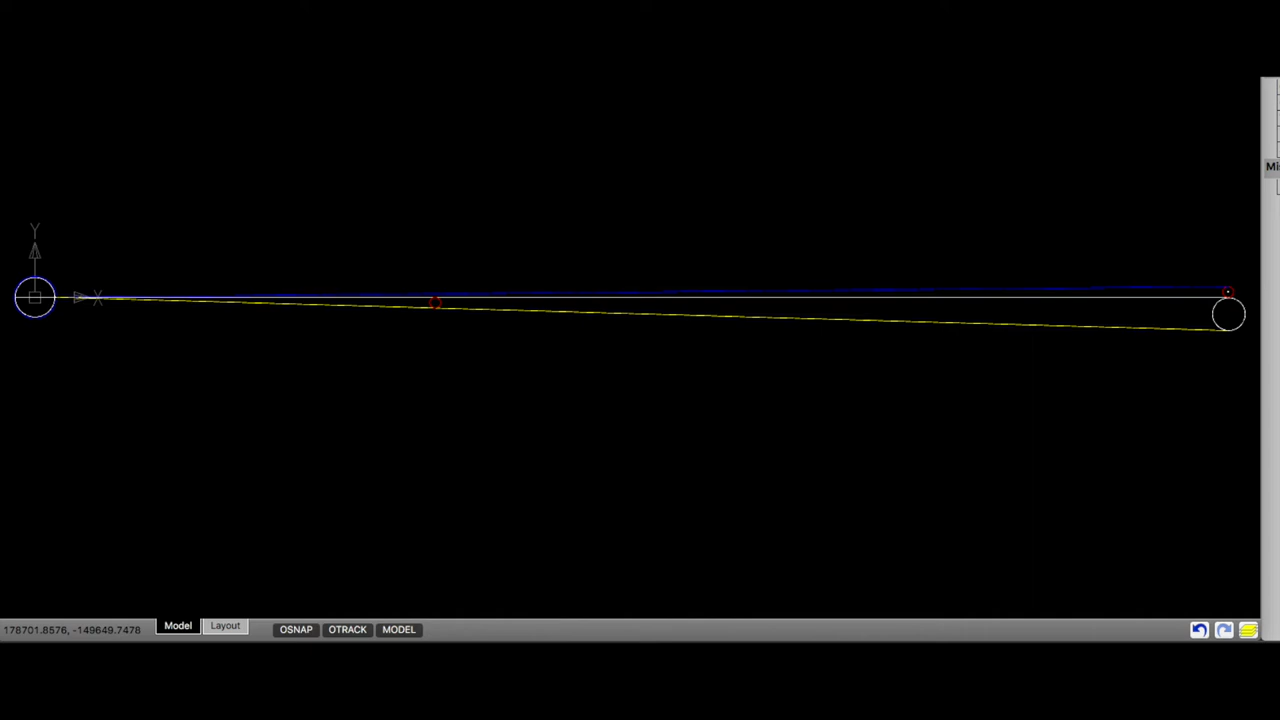 Y
X
178701.8576, -149649.7478
Model
Layout
OSNAP
OTRACK
MODEL